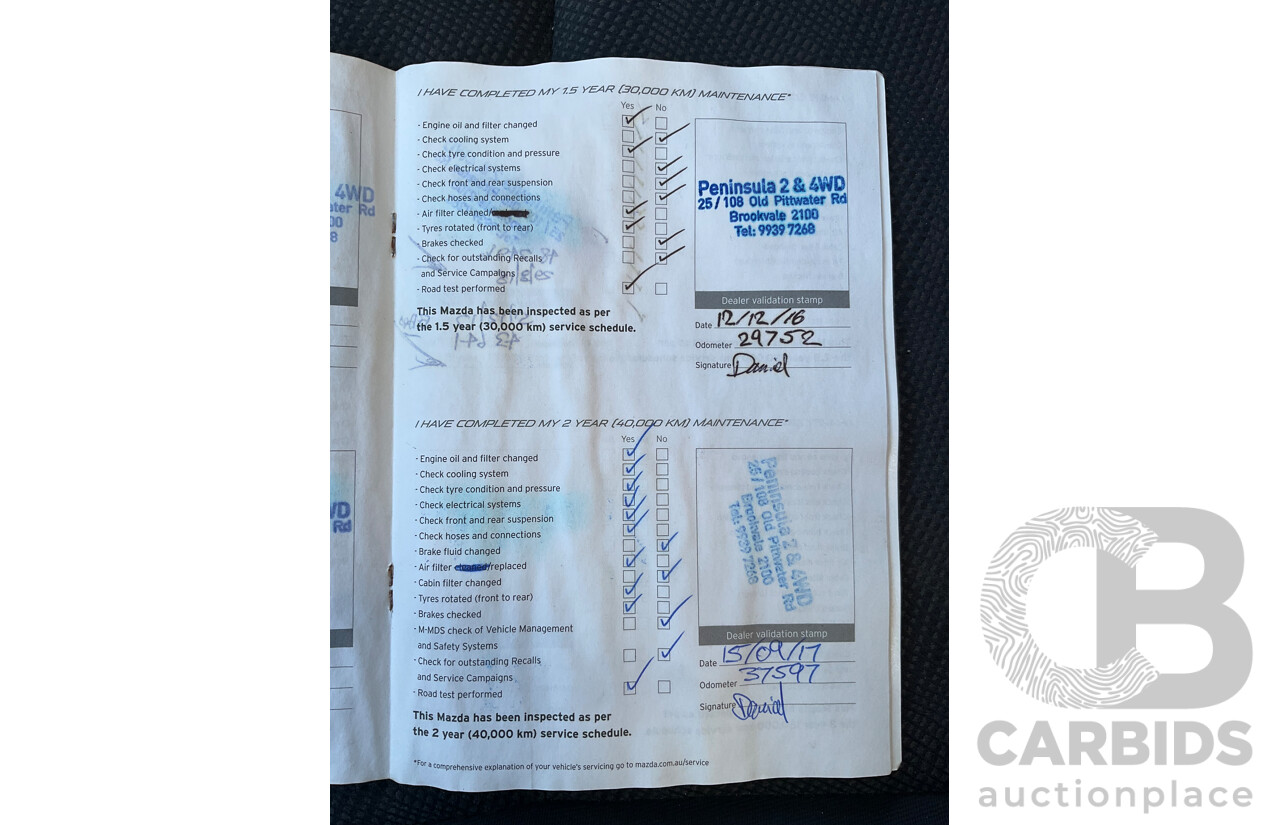 I HAVE COMPLETED MY 1.5 YEAR (30,000 KM) MAINTENANCE*
Yes No
- Engine oil and filter changed
- Check cooling system
- Check tyre condition and pressure
- Check electrical systems
- Check front and rear suspension
- Check hoses and connections
- Air filter cleaned/
- Tyres rotated (front to rear)
- Brakes checked
- Check for outstanding Recalls
and Service Campaigns
- Road test performed
This Mazda has been inspected as per
the 1.5 year (30,000 km) service schedule.
Peninsula 2 & 4WD
25/108 Old Pittwater Rd
Brookvale 2100
Tel: 9939 7268
Dealer validation stamp
Date 12/12/16
Odometer 29752
Signature Daniel
4WD
ater Rd
00
8
I HAVE COMPLETED MY 2 YEAR (40,000 KM) MAINTENANCE*
Yes No
- Engine oil and filter changed
- Check cooling system
- Check tyre condition and pressure
- Check electrical systems
- Check front and rear suspension
- Check hoses and connections
- Brake fluid changed
- Air filter cleaned/replaced
- Cabin filter changed
- Tyres rotated (front to rear)
- Brakes checked
- M-MDS check of Vehicle Management
and Safety Systems
- Check for outstanding Recalls
and Service Campaigns
- Road test performed
This Mazda has been inspected as per
the 2 year (40,000 km) service schedule.
Peninsula 2 & 4WD
25/108 Old Pittwater Rd
Brookvale 2100
Tel: 9939 7268
Dealer validation stamp
Date 15/09/17
Odometer 37597
Signature Daniel
WD
Rd
*For a comprehensive explanation of your vehicle's servicing go to mazda.com.au/service
CARBIDS
auctionplace